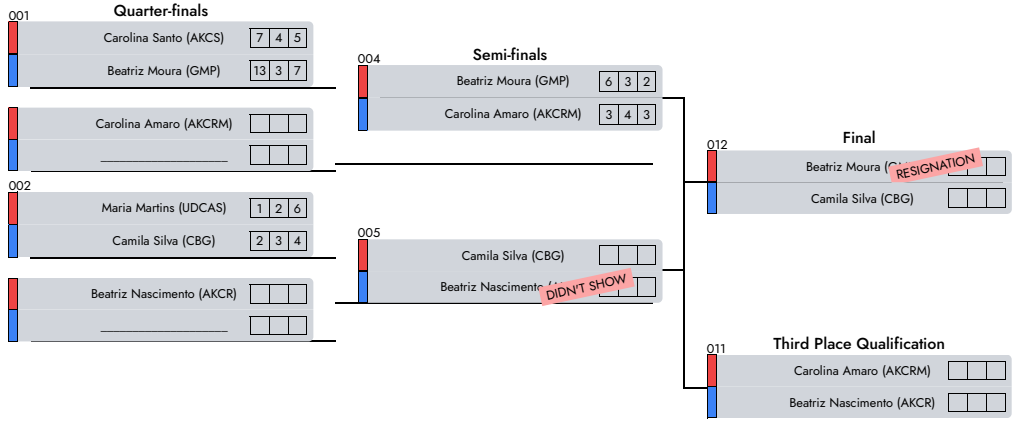 Quarter-finals
001
Carolina Santo (AKCS) 7 4 5
Beatriz Moura (GMP) 13 3 7
Carolina Amaro (AKCRM)
002
Maria Martins (UDCAS) 1 2 6
Camila Silva (CBG) 2 3 4
Beatriz Nascimento (AKCR)
Semi-finals
004
Beatriz Moura (GMP) 6 3 2
Carolina Amaro (AKCRM) 3 4 3
005
Camila Silva (CBG)
Beatriz Nascimento
DIDN'T SHOW
Final
012
Beatriz Moura
RESIGNATION
Camila Silva (CBG)
Third Place Qualification
011
Carolina Amaro (AKCRM)
Beatriz Nascimento (AKCR)